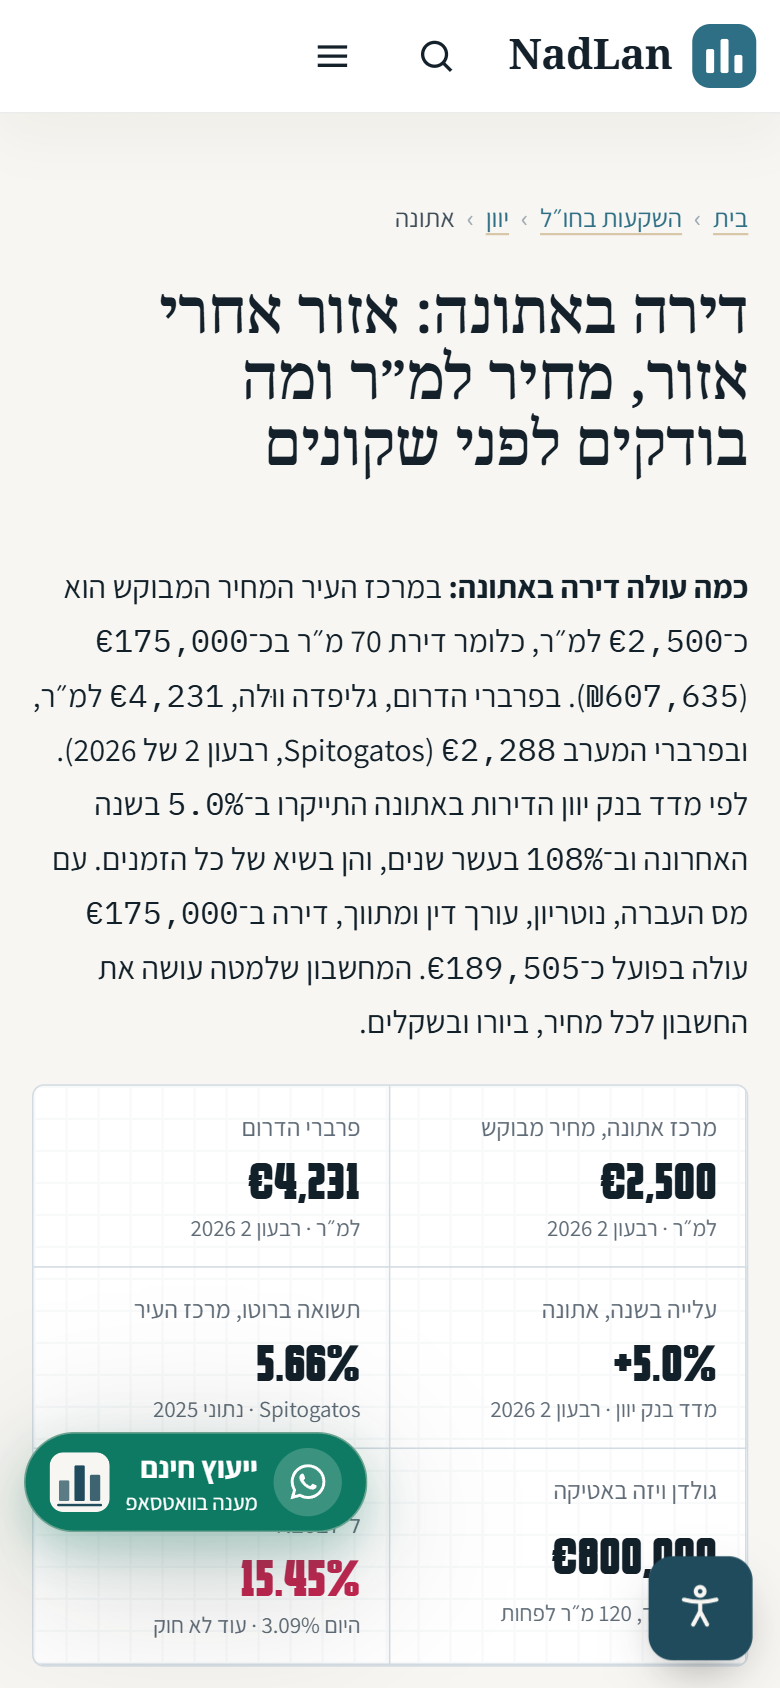 NadLan
בית › השקעות בחו״ל › יוון › אתונה
דירה באתונה: אזור אחרי
אזור, מחיר למ״ר ומה
בודקים לפני שקונים
כמה עולה דירה באתונה: במרכז העיר המחיר המבוקש הוא
כ־€2,500 למ״ר, כלומר דירת 70 מ״ר בכ־€175,000
(₪607,635). בפרברי הדרום, גליפדה ווּלה, €4,231 למ״ר,
ובפרברי המערב €2,288 (Spitogatos, רבעון 2 של 2026).
לפי מדד בנק יוון הדירות באתונה התייקרו ב־5.0% בשנה
האחרונה וב־108% בעשר שנים, והן בשיא של כל הזמנים. עם
מס העברה, נוטריון, עורך דין ומתווך, דירה ב־€175,000
עולה בפועל כ־€189,505. המחשבון שלמטה עושה את
החשבון לכל מחיר, ביורו ובשקלים.
מרכז אתונה, מחיר מבוקש
€2,500
למ״ר · רבעון 2 2026
פרברי הדרום
€4,231
למ״ר · רבעון 2 2026
עלייה בשנה, אתונה
+5.0%
מדד בנק יוון · רבעון 2 2026
תשואה ברוטו, מרכז העיר
5.66%
Spitogatos · נתוני 2025
גולדן ויזה באטיקה
€800,000
120 מ״ר לפחות
15.45%
היום 3.09% · עוד לא חוק
ייעוץ חינם
מענה בוואטסאפ